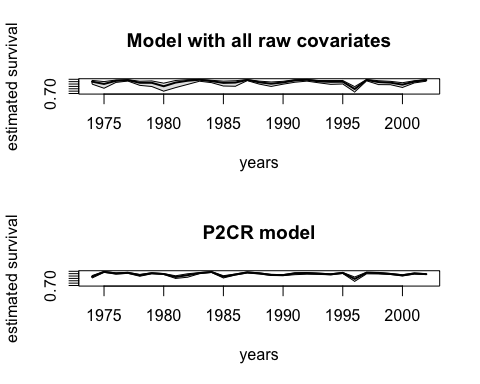 Model with all raw covariates
estimated survival
0.70
1975 1980 1985 1990 1995 2000
years
P2CR model
estimated survival
0.70
1975 1980 1985 1990 1995 2000
years